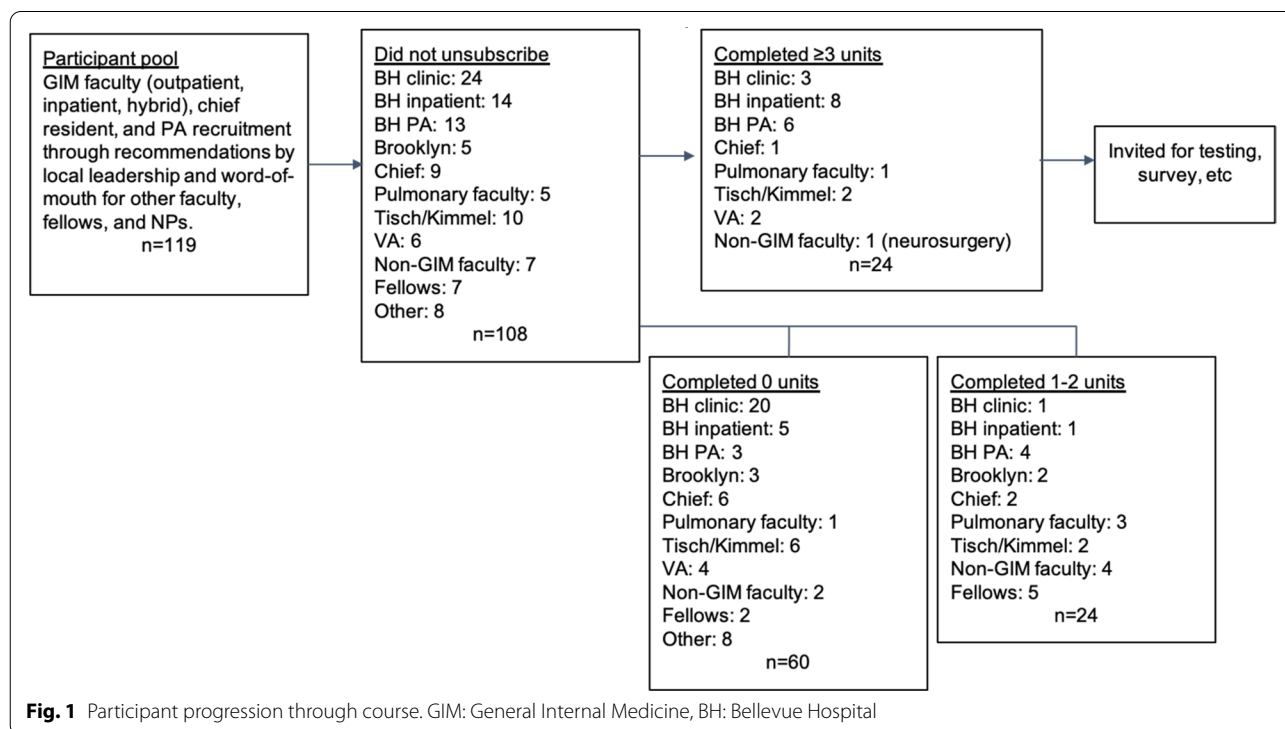 Participant pool
GIM faculty (outpatient,
inpatient, hybrid), chief
resident, and PA recruitment
through recommendations by
local leadership and word-of-
mouth for other faculty,
fellows, and NPs.
n=119
Did not unsubscribe
BH clinic: 24
BH inpatient: 14
BH PA: 13
Brooklyn: 5
Chief: 9
Pulmonary faculty: 5
Tisch/Kimmel: 10
VA: 6
Non-GIM faculty: 7
Fellows: 7
Other: 8
n=108
Completed ≥3 units
BH clinic: 3
BH inpatient: 8
BH PA: 6
Chief: 1
Pulmonary faculty: 1
Tisch/Kimmel: 2
VA: 2
Non-GIM faculty: 1 (neurosurgery)
n=24
Invited for testing,
survey, etc
Completed 0 units
BH clinic: 20
BH inpatient: 5
BH PA: 3
Brooklyn: 3
Chief: 6
Pulmonary faculty: 1
Tisch/Kimmel: 6
VA: 4
Non-GIM faculty: 2
Fellows: 2
Other: 8
n=60
Completed 1-2 units
BH clinic: 1
BH inpatient: 1
BH PA: 4
Brooklyn: 2
Chief: 2
Pulmonary faculty: 3
Tisch/Kimmel: 2
Non-GIM faculty: 4
Fellows: 5
n=24
Fig. 1 Participant progression through course. GIM: General Internal Medicine, BH: Bellevue Hospital